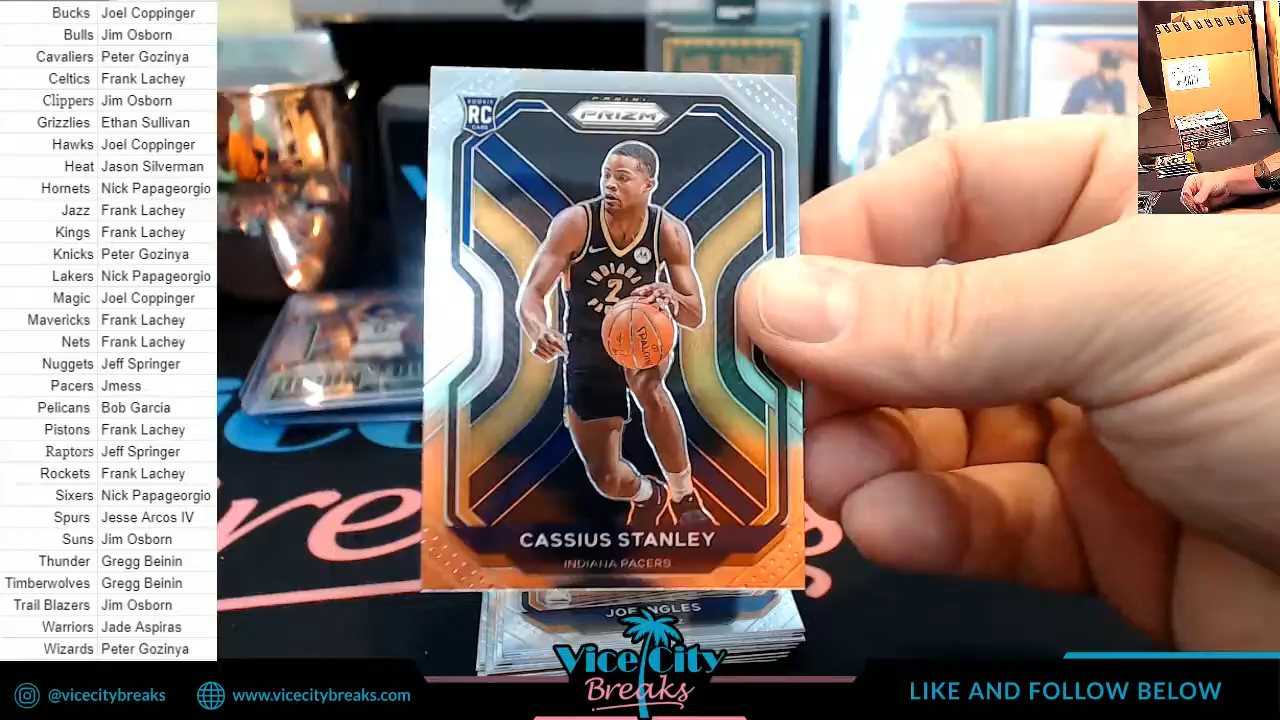 Bucks Joel Coppinger
Bulls Jim Osborn
Cavaliers Peter Gozinya
Celtics Frank Lachey
Clippers Jim Osborn
Grizzlies Ethan Sullivan
Hawks Joel Coppinger
Heat Jason Silverman
Hornets Nick Papageorgio
Jazz Frank Lachey
Kings Frank Lachey
Knicks Peter Gozinya
Lakers Nick Papageorgio
Magic Joel Coppinger
Mavericks Frank Lachey
Nets Frank Lachey
Nuggets Jeff Springer
Pacers Jmess
Pelicans Bob Garcia
Pistons Frank Lachey
Raptors Jeff Springer
Rockets Frank Lachey
Sixers Nick Papageorgio
Spurs Jesse Arcos IV
Suns Jim Osborn
Thunder Gregg Beinin
Timberwolves Gregg Beinin
Trail Blazers Jim Osborn
Warriors Jade Aspiras
Wizards Peter Gozinya
ROOKIE
RC
CARD
PANINI
PRIZM
INDIANA
2
SPALDING
CASSIUS STANLEY
INDIANA PACERS
Vice City
Breaks
@vicecitybreaks
www.vicecitybreaks.com
LIKE AND FOLLOW BELOW